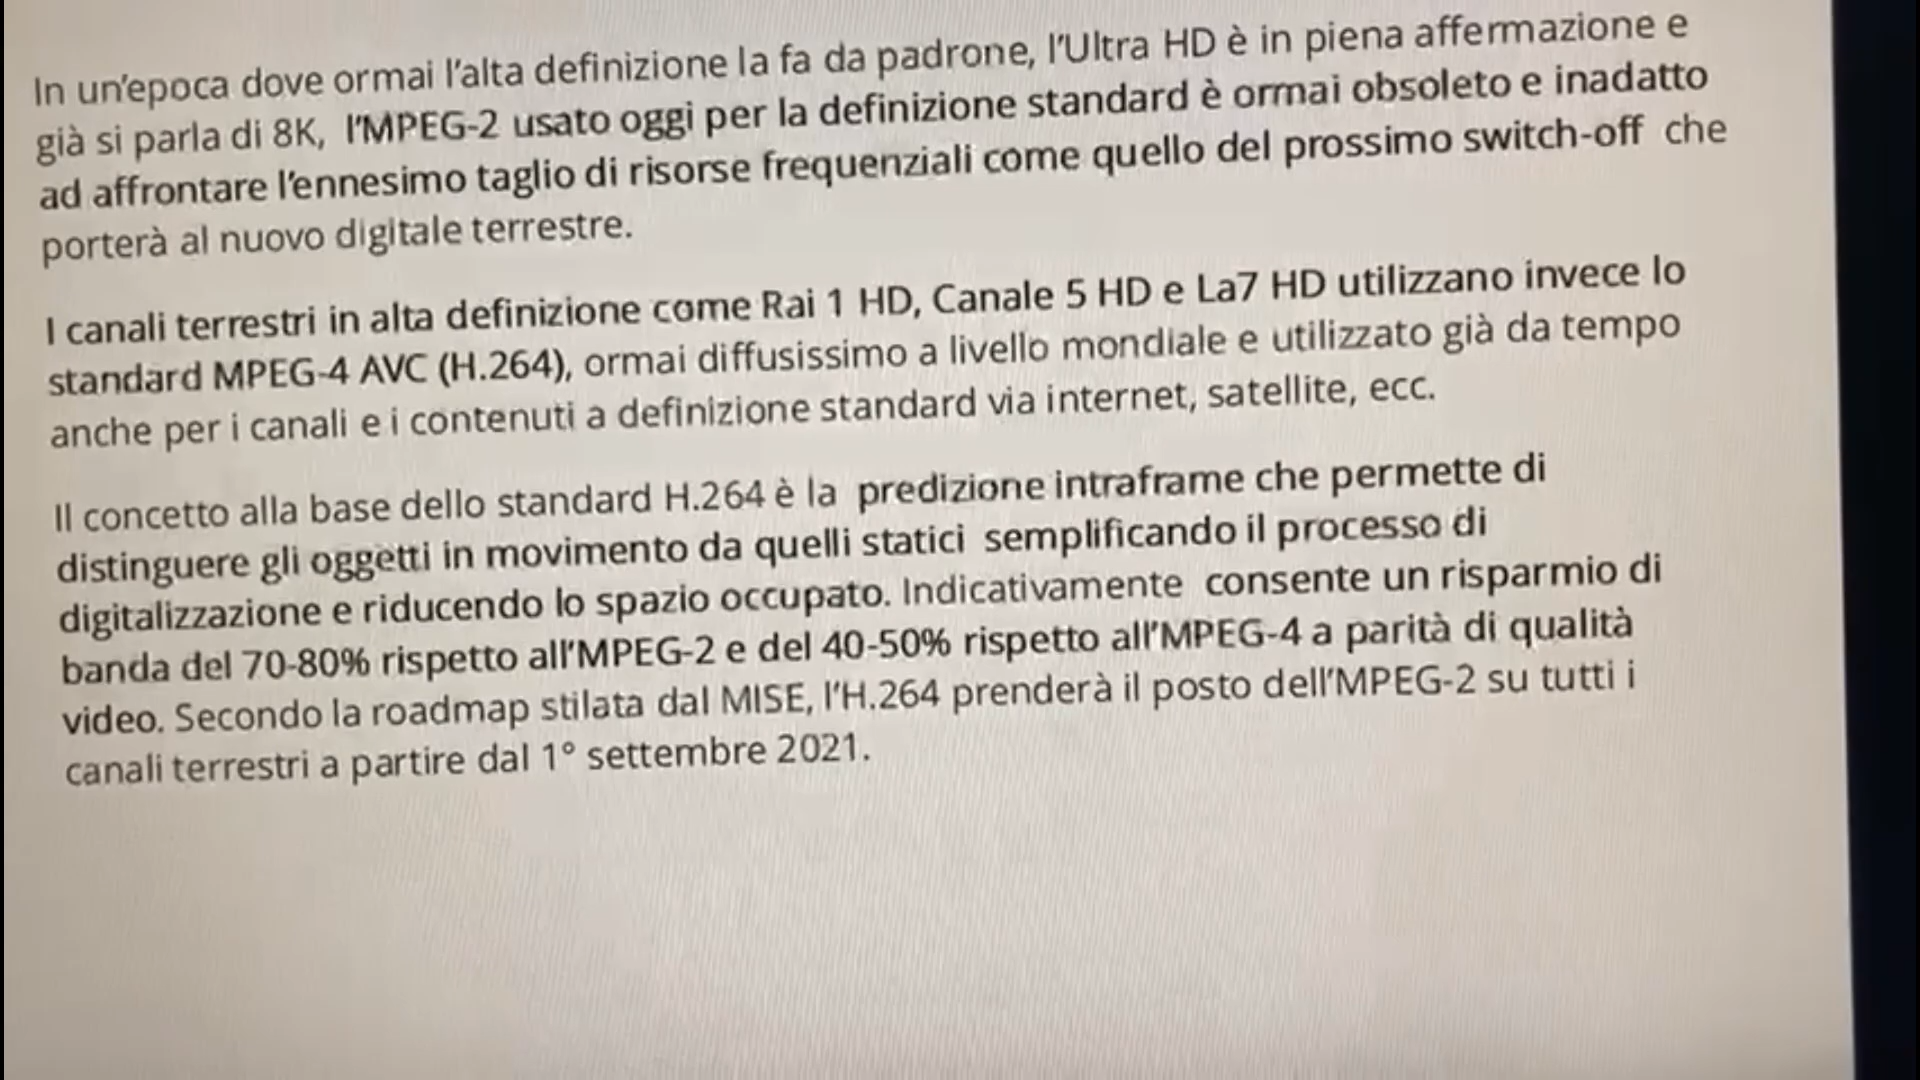 In un'epoca dove ormai l'alta definizione la fa da padrone, l'Ultra HD è in piena affermazione e
già si parla di 8K, l'MPEG-2 usato oggi per la definizione standard è ormai obsoleto e inadatto
ad affrontare l'ennesimo taglio di risorse frequenziali come quello del prossimo switch-off che
porterà al nuovo digitale terrestre.
I canali terrestri in alta definizione come Rai 1 HD, Canale 5 HD e La7 HD utilizzano invece lo
standard MPEG-4 AVC (H.264), ormai diffusissimo a livello mondiale e utilizzato già da tempo
anche per i canali e i contenuti a definizione standard via internet, satellite, ecc.
Il concetto alla base dello standard H.264 è la predizione intraframe che permette di
distinguere gli oggetti in movimento da quelli statici semplificando il processo di
digitalizzazione e riducendo lo spazio occupato. Indicativamente consente un risparmio di
banda del 70-80% rispetto all'MPEG-2 e del 40-50% rispetto all'MPEG-4 a parità di qualità
video. Secondo la roadmap stilata dal MISE, l'H.264 prenderà il posto dell'MPEG-2 su tutti i
canali terrestri a partire dal 1° settembre 2021.